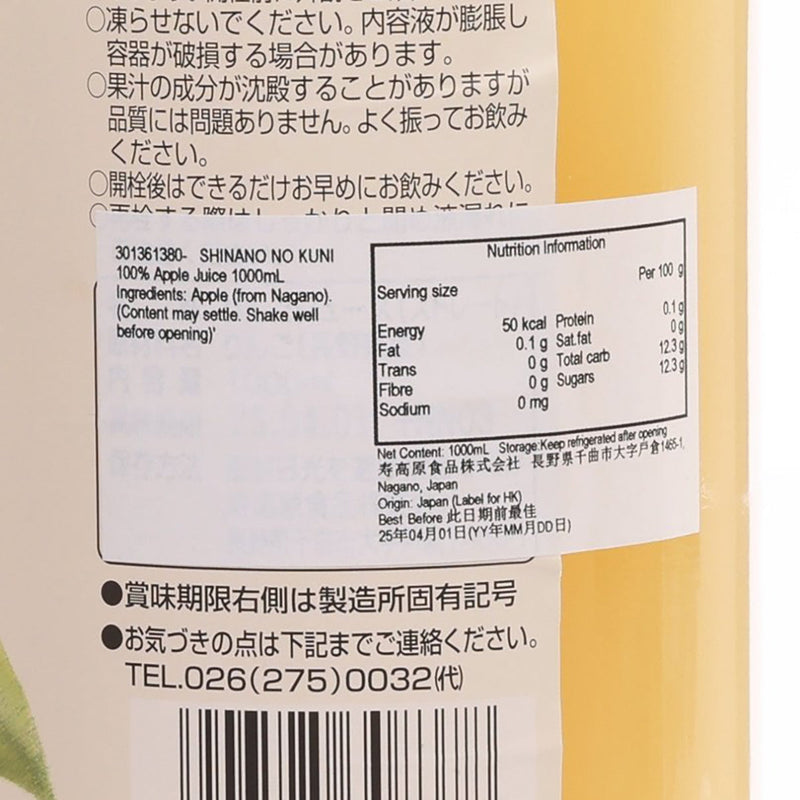 ○凍らせないでください。内容液が膨脹し
容器が破損する場合があります。
○果汁の成分が沈殿することがありますが
品質には問題ありません。よく振ってお飲み
ください。
○開栓後はできるだけお早めにお飲みください。
301361380- SHINANO NO KUNI
100% Apple Juice 1000mL
Ingredients: Apple (from Nagano).
(Content may settle. Shake well
before opening)'
Nutrition Information
Per 100 g
Serving size
Energy 50 kcal Protein 0.1 g
Fat 0.1 g Sat.fat 0 g
Trans 0 g Total carb 12.3 g
Fibre 0 g Sugars 12.3 g
Sodium 0 mg
Net Content: 1000mL Storage:Keep refrigerated after opening
寿高原食品株式会社 長野県千曲市大字戸倉1465-1,
Nagano, Japan
Origin: Japan (Label for HK)
Best Before 此日期前最佳
25年04月01日(YY年MM月DD日)
●賞味期限右側は製造所固有記号
●お気づきの点は下記までご連絡ください。
TEL.026(275)0032(代)